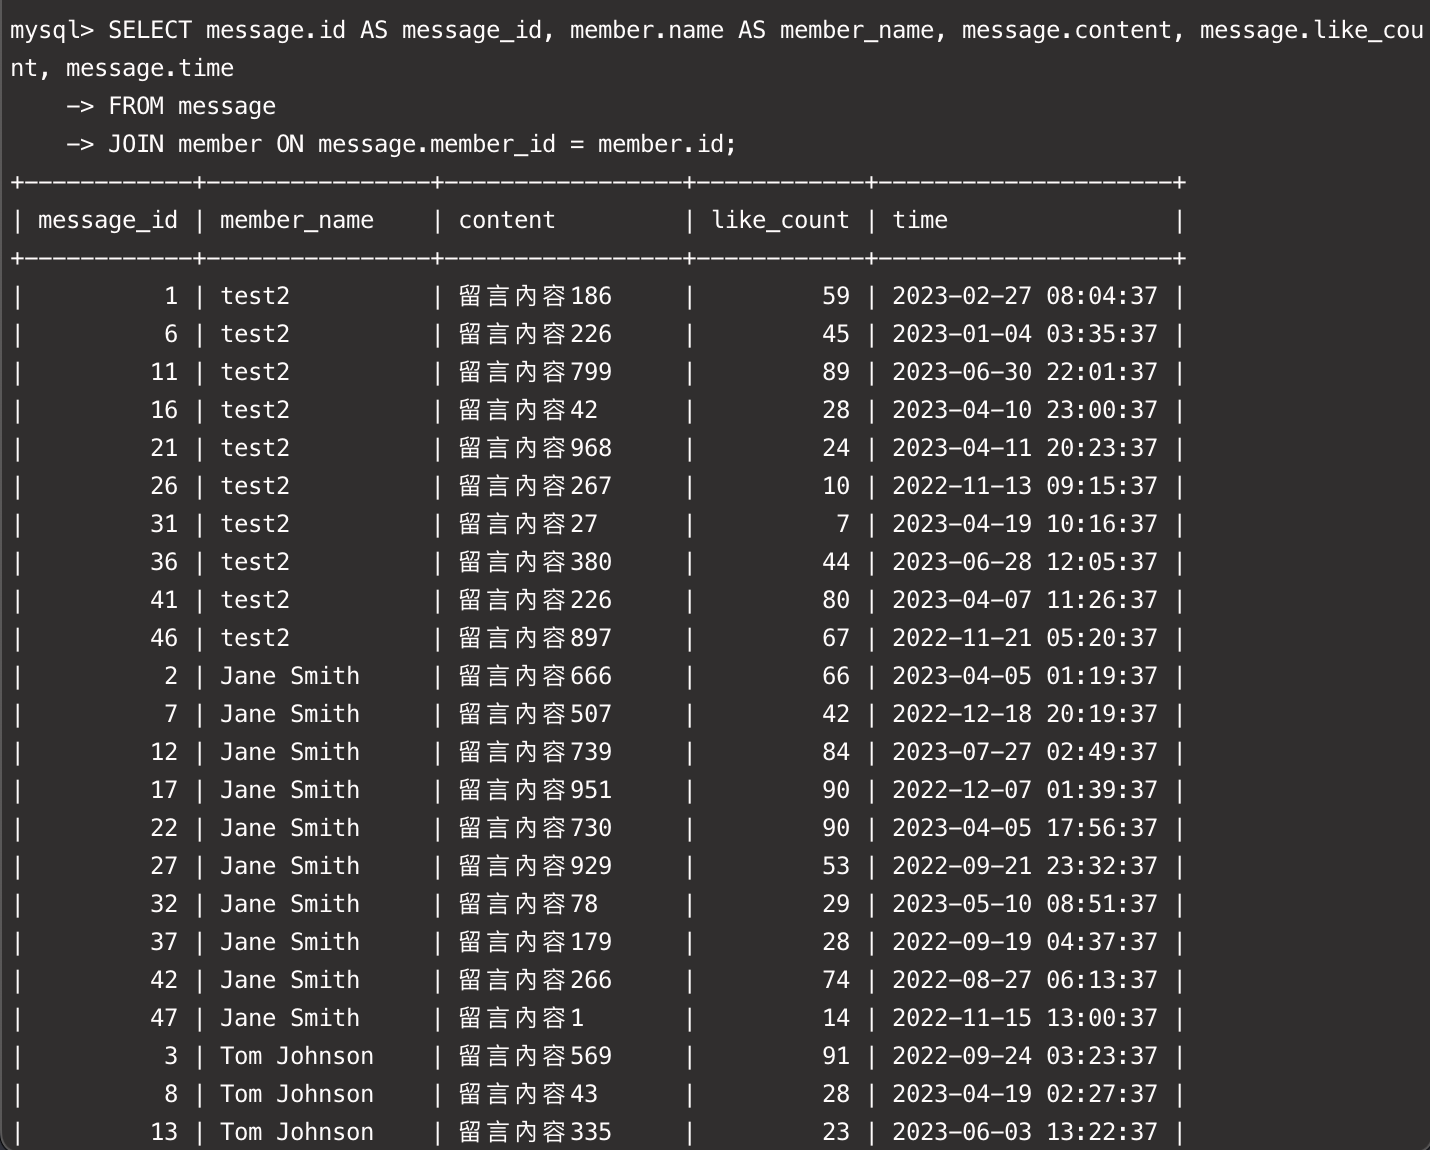 mysql> SELECT message.id AS message_id, member.name AS member_name, message.content, message.like_cou
nt, message.time
    -> FROM message
    -> JOIN member ON message.member_id = member.id;
+------------+----------------+-----------------+------------+---------------------+
| message_id | member_name    | content         | like_count | time                |
+------------+----------------+-----------------+------------+---------------------+
|          1 | test2          | 留言內容186     |         59 | 2023-02-27 08:04:37 |
|          6 | test2          | 留言內容226     |         45 | 2023-01-04 03:35:37 |
|         11 | test2          | 留言內容799     |         89 | 2023-06-30 22:01:37 |
|         16 | test2          | 留言內容42      |         28 | 2023-04-10 23:00:37 |
|         21 | test2          | 留言內容968     |         24 | 2023-04-11 20:23:37 |
|         26 | test2          | 留言內容267     |         10 | 2022-11-13 09:15:37 |
|         31 | test2          | 留言內容27      |          7 | 2023-04-19 10:16:37 |
|         36 | test2          | 留言內容380     |         44 | 2023-06-28 12:05:37 |
|         41 | test2          | 留言內容226     |         80 | 2023-04-07 11:26:37 |
|         46 | test2          | 留言內容897     |         67 | 2022-11-21 05:20:37 |
|          2 | Jane Smith     | 留言內容666     |         66 | 2023-04-05 01:19:37 |
|          7 | Jane Smith     | 留言內容507     |         42 | 2022-12-18 20:19:37 |
|         12 | Jane Smith     | 留言內容739     |         84 | 2023-07-27 02:49:37 |
|         17 | Jane Smith     | 留言內容951     |         90 | 2022-12-07 01:39:37 |
|         22 | Jane Smith     | 留言內容730     |         90 | 2023-04-05 17:56:37 |
|         27 | Jane Smith     | 留言內容929     |         53 | 2022-09-21 23:32:37 |
|         32 | Jane Smith     | 留言內容78      |         29 | 2023-05-10 08:51:37 |
|         37 | Jane Smith     | 留言內容179     |         28 | 2022-09-19 04:37:37 |
|         42 | Jane Smith     | 留言內容266     |         74 | 2022-08-27 06:13:37 |
|         47 | Jane Smith     | 留言內容1       |         14 | 2022-11-15 13:00:37 |
|          3 | Tom Johnson    | 留言內容569     |         91 | 2022-09-24 03:23:37 |
|          8 | Tom Johnson    | 留言內容43      |         28 | 2023-04-19 02:27:37 |
|         13 | Tom Johnson    | 留言內容335     |         23 | 2023-06-03 13:22:37 |